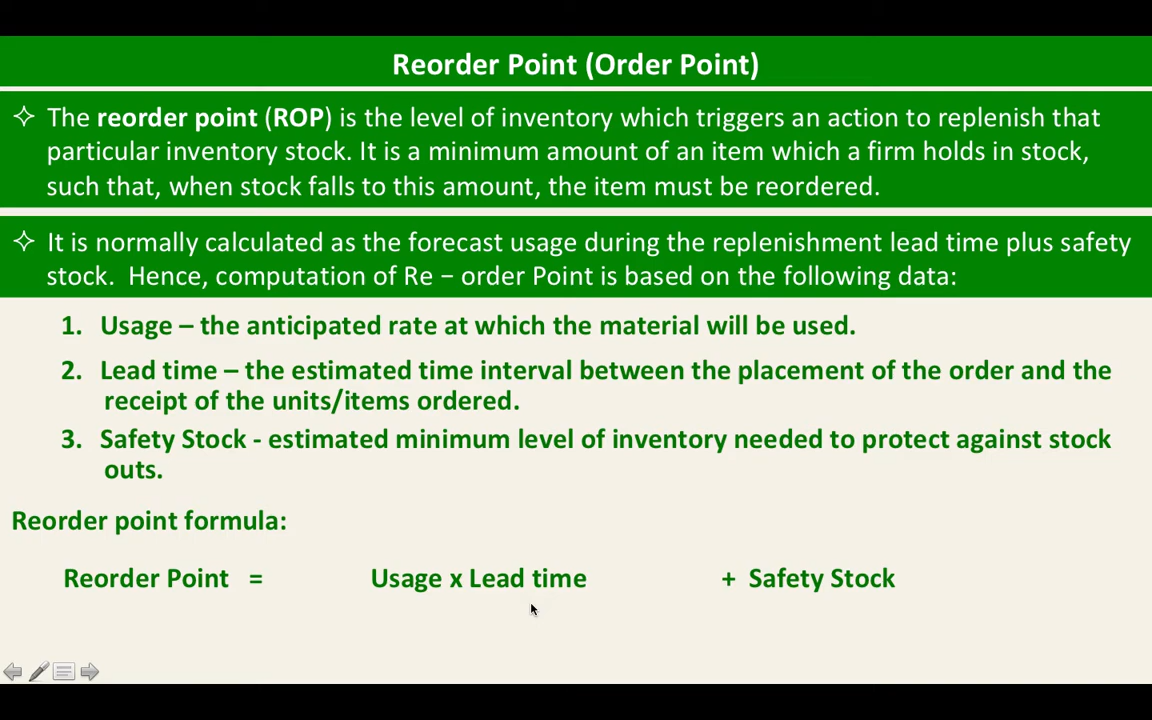 Reorder Point (Order Point)
✧ The reorder point (ROP) is the level of inventory which triggers an action to replenish that
particular inventory stock. It is a minimum amount of an item which a firm holds in stock,
such that, when stock falls to this amount, the item must be reordered.
✧ It is normally calculated as the forecast usage during the replenishment lead time plus safety
stock.  Hence, computation of Re − order Point is based on the following data:
1. Usage – the anticipated rate at which the material will be used.
2. Lead time – the estimated time interval between the placement of the order and the
receipt of the units/items ordered.
3. Safety Stock - estimated minimum level of inventory needed to protect against stock
outs.
Reorder point formula:
Reorder Point = Usage x Lead time + Safety Stock